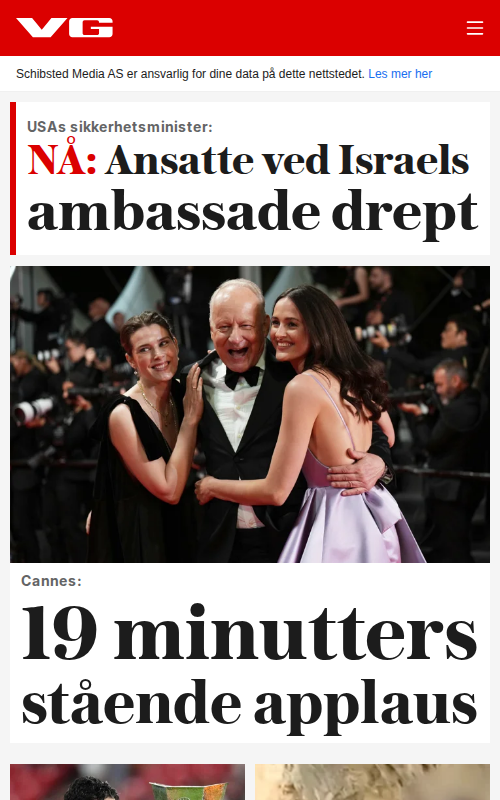 VG
Schibsted Media AS er ansvarlig for dine data på dette nettstedet. Les mer her
USAs sikkerhetsminister:
NÅ: Ansatte ved Israels
ambassade drept
Cannes:
19 minutters
stående applaus